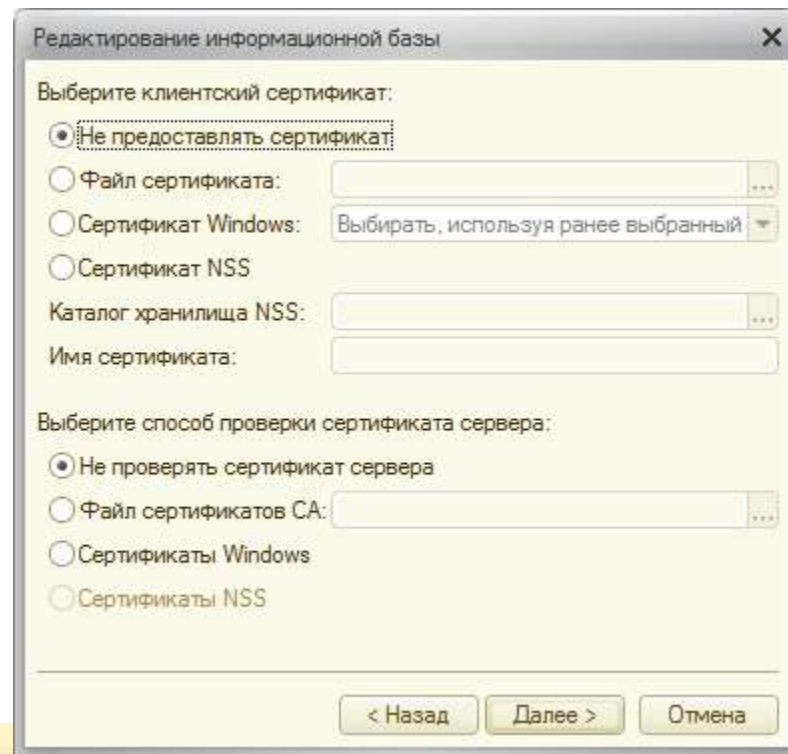 Редактирование информационной базы
Выберите клиентский сертификат:
Не предоставлять сертификат
Файл сертификата: ...
Сертификат Windows: Выбирать, используя ранее выбранный
Сертификат NSS
Каталог хранилища NSS: ...
Имя сертификата:
Выберите способ проверки сертификата сервера:
Не проверять сертификат сервера
Файл сертификатов CA: ...
Сертификаты Windows
Сертификаты NSS
< Назад Далее > Отмена